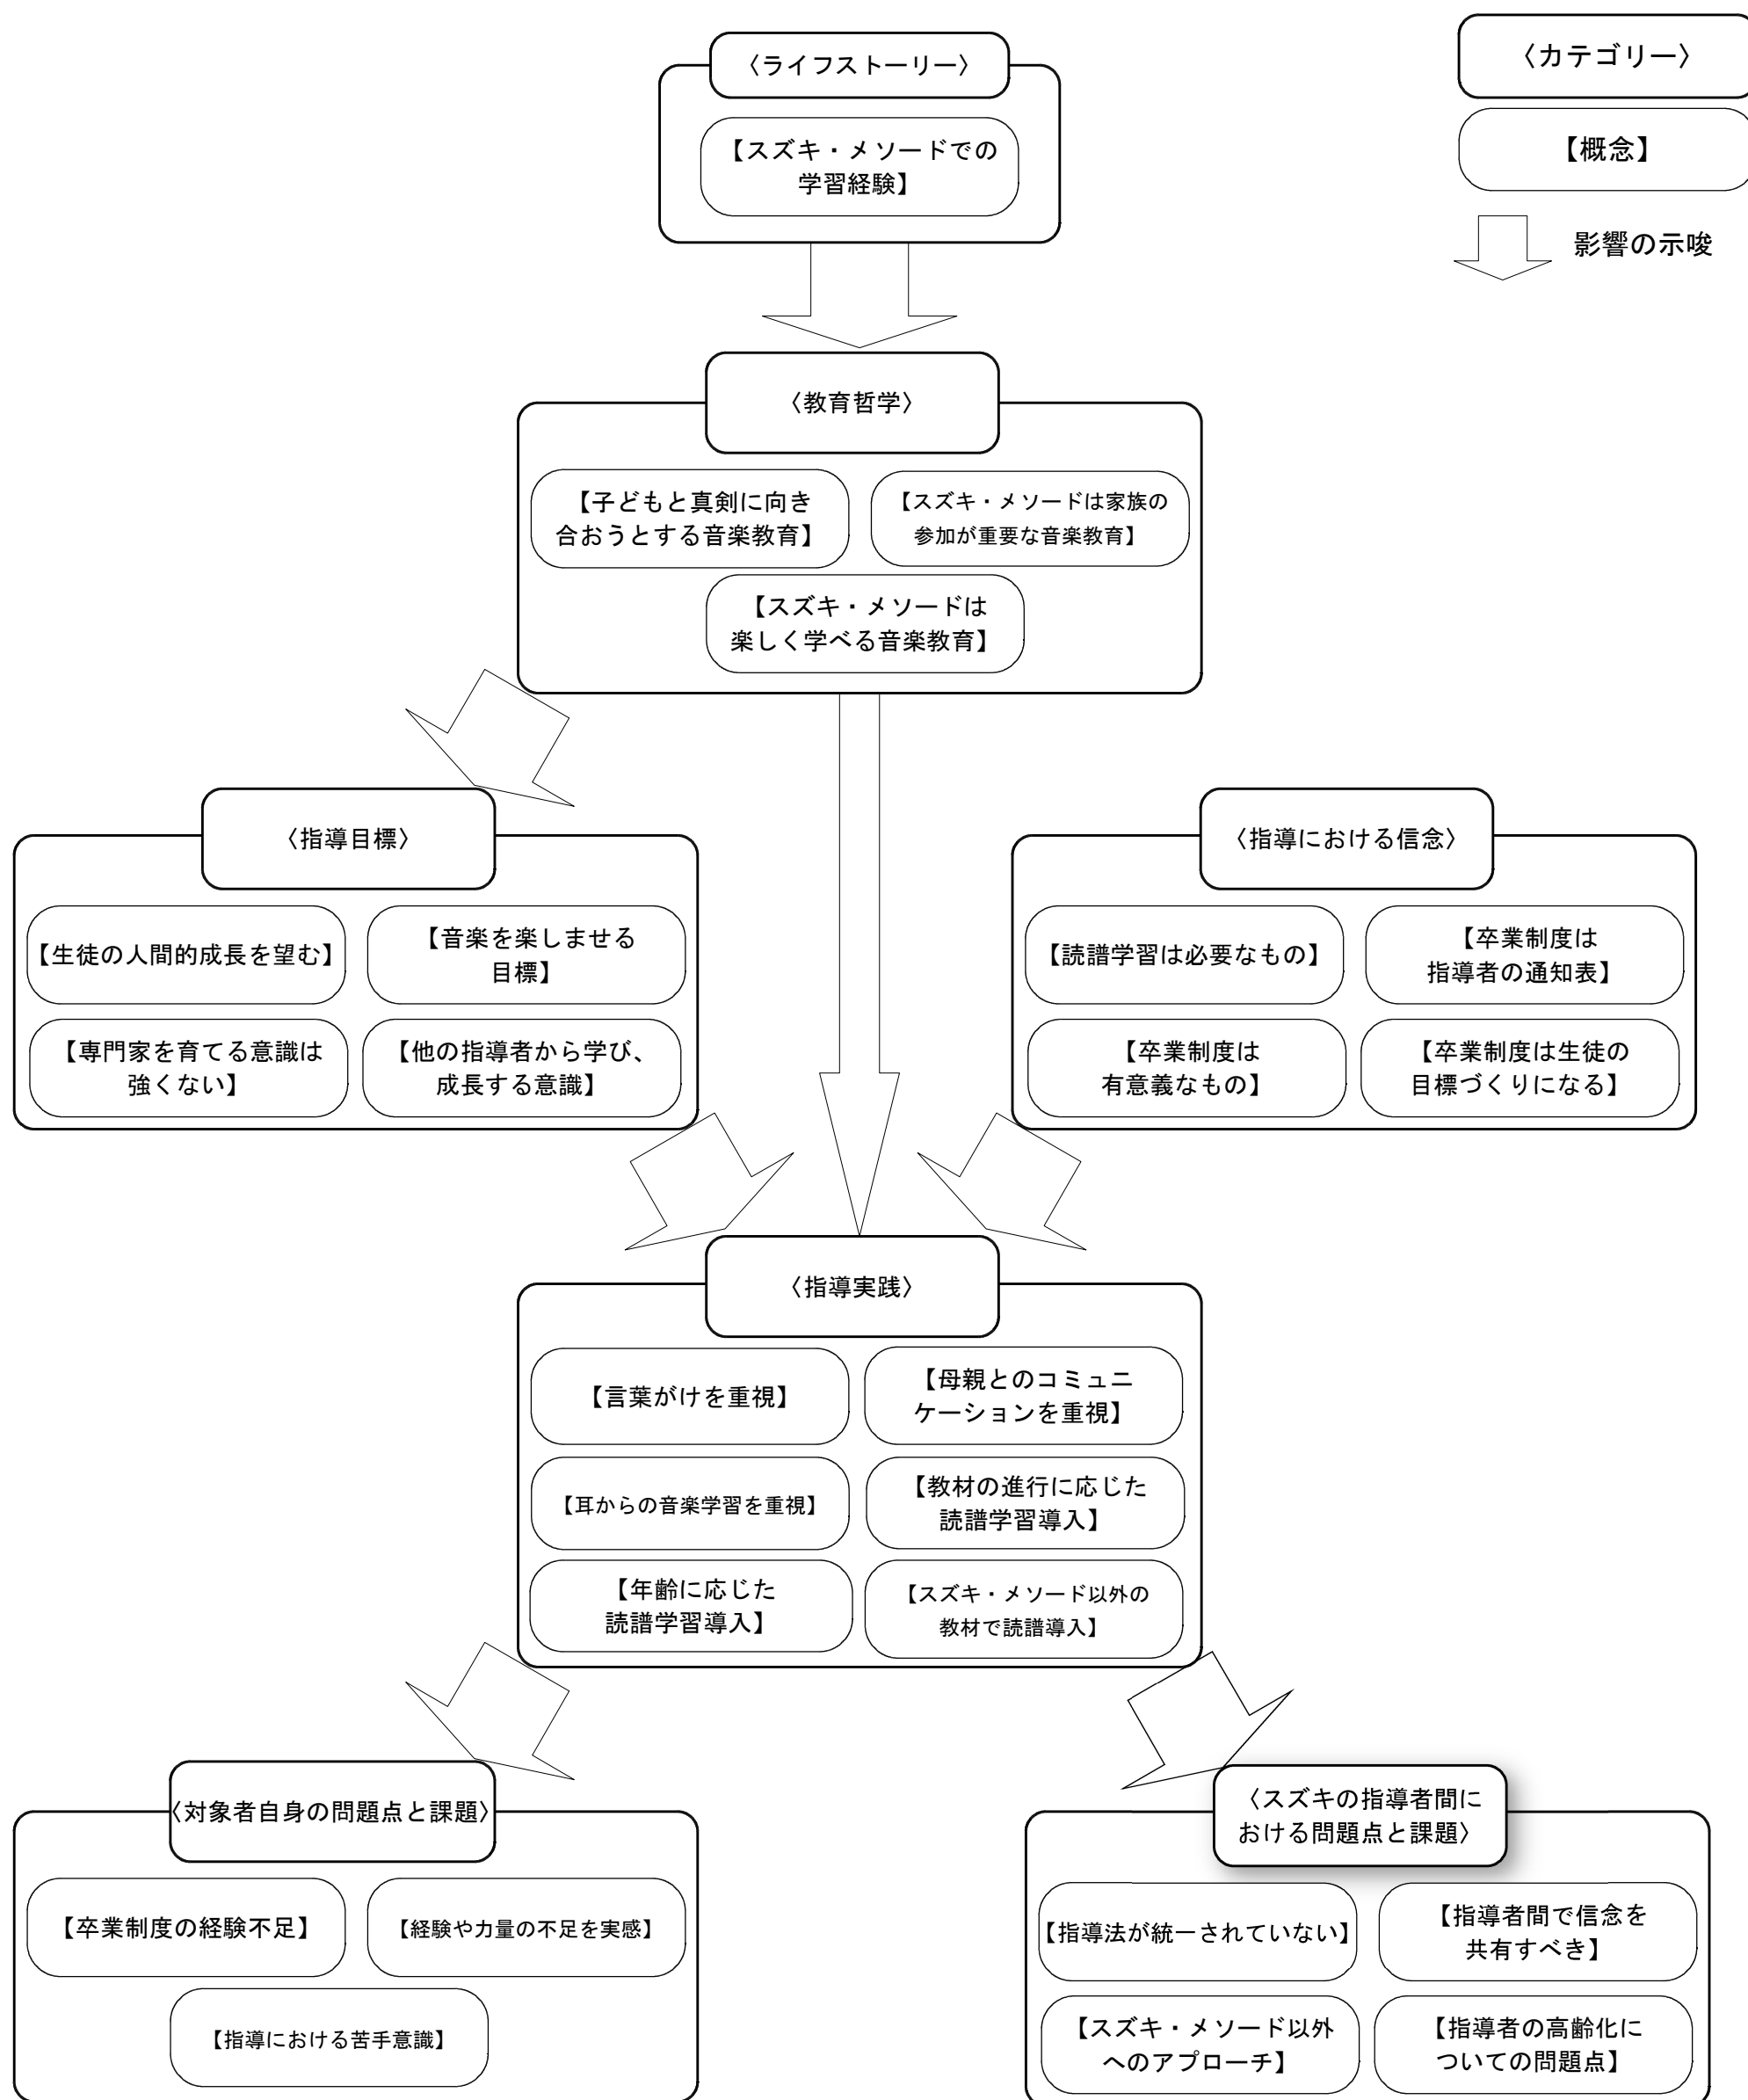 〈ライフストーリー〉
【スズキ・メソードでの
学習経験】
〈カテゴリー〉
【概念】
影響の示唆
〈教育哲学〉
【子どもと真剣に向き
合おうとする音楽教育】
【スズキ・メソードは家族の
参加が重要な音楽教育】
【スズキ・メソードは
楽しく学べる音楽教育】
〈指導目標〉
【生徒の人間的成長を望む】
【音楽を楽しませる
目標】
【専門家を育てる意識は
強くない】
【他の指導者から学び、
成長する意識】
〈指導における信念〉
【読譜学習は必要なもの】
【卒業制度は
指導者の通知表】
【卒業制度は
有意義なもの】
【卒業制度は生徒の
目標づくりになる】
〈指導実践〉
【言葉がけを重視】
【母親とのコミュニ
ケーションを重視】
【耳からの音楽学習を重視】
【教材の進行に応じた
読譜学習導入】
【年齢に応じた
読譜学習導入】
【スズキ・メソード以外の
教材で読譜導入】
〈対象者自身の問題点と課題〉
【卒業制度の経験不足】
【経験や力量の不足を実感】
【指導における苦手意識】
〈スズキの指導者間に
おける問題点と課題〉
【指導法が統一されていない】
【指導者間で信念を
共有すべき】
【スズキ・メソード以外
へのアプローチ】
【指導者の高齢化に
ついての問題点】